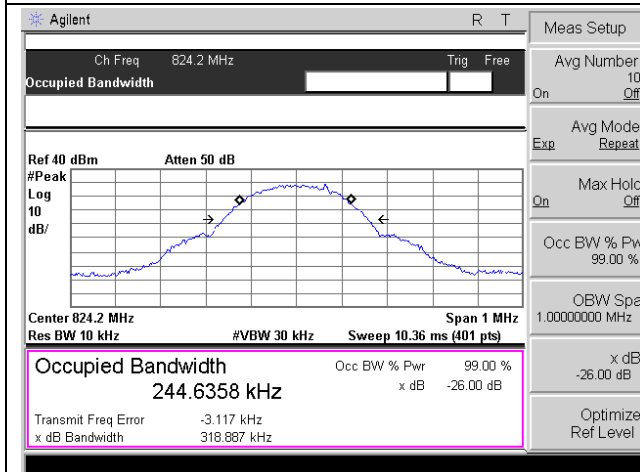 Agilent R T
Ch Freq 824.2 MHz Trig Free
Occupied Bandwidth
Ref 40 dBm Atten 50 dB
#Peak
Log
10
dB/
Center 824.2 MHz Span 1 MHz
Res BW 10 kHz #VBW 30 kHz Sweep 10.36 ms (401 pts)
Occupied Bandwidth Occ BW % Pwr 99.00 %
244.6358 kHz x dB -26.00 dB
Transmit Freq Error -3.117 kHz
x dB Bandwidth 318.887 kHz
Meas Setup
Avg Number
10
On Off
Avg Mode
Exp Repeat
Max Hold
On Off
Occ BW % Pw
99.00 %
OBW Spa
1.00000000 MHz
x dB
-26.00 dB
Optimize
Ref Level